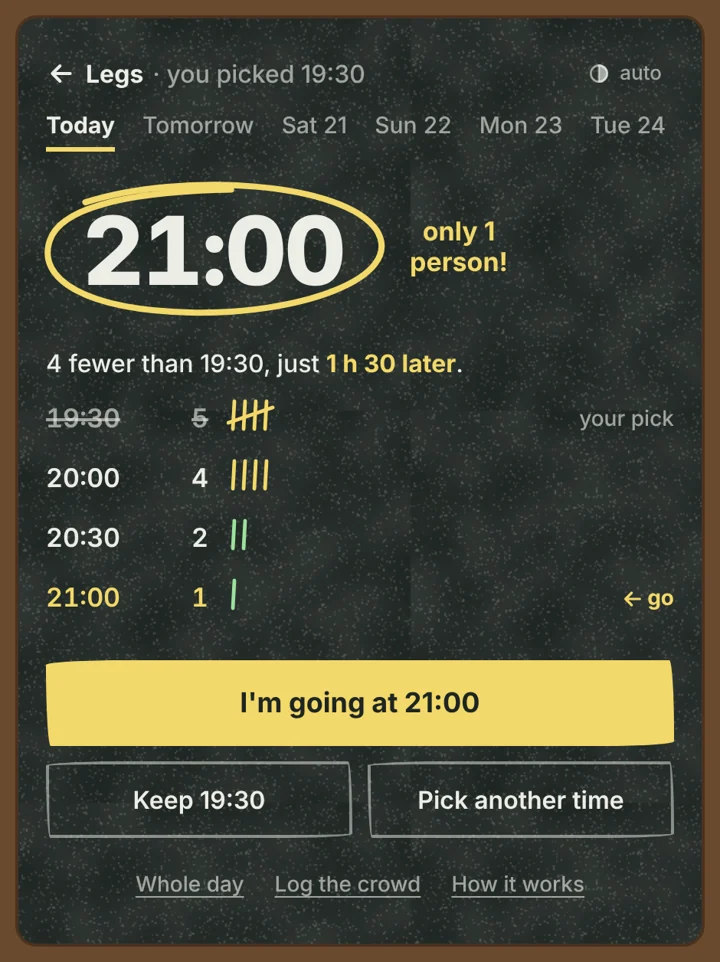 ← Legs · you picked 19:30 auto
Today Tomorrow Sat 21 Sun 22 Mon 23 Tue 24
21:00
only 1
person!
4 fewer than 19:30, just 1 h 30 later.
19:30 5 your pick
20:00 4
20:30 2
21:00 1 ← go
I'm going at 21:00
Keep 19:30 Pick another time
Whole day Log the crowd How it works